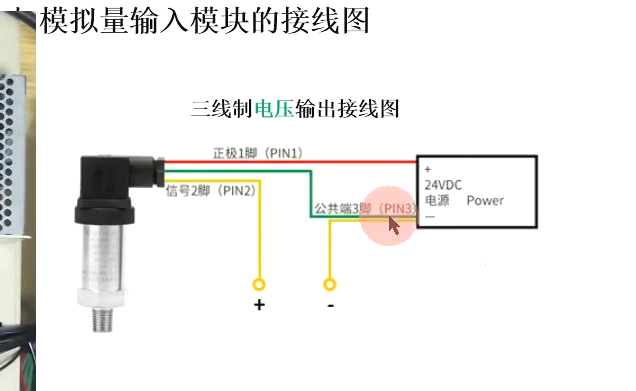 模拟量输入模块的接线图
三线制电压输出接线图
正极1脚（PIN1）
信号2脚（PIN2）
公共端3脚（PIN3）
+
24VDC
电源 Power
—
+
-